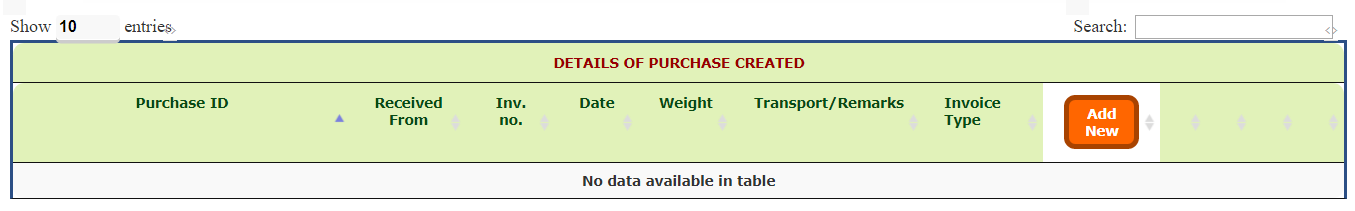 Show 10 entries
Search:
DETAILS OF PURCHASE CREATED
Purchase ID
Received
From
Inv.
no.
Date
Weight
Transport/Remarks
Invoice
Type
Add
New
No data available in table